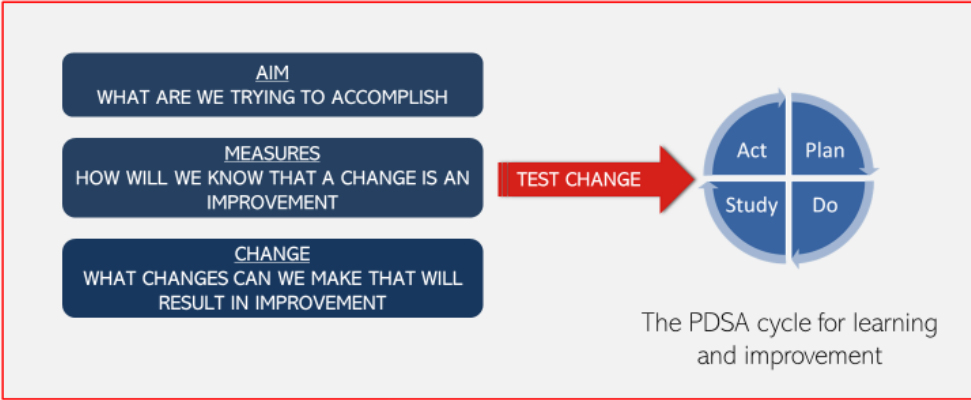 AIM
WHAT ARE WE TRYING TO ACCOMPLISH
MEASURES
HOW WILL WE KNOW THAT A CHANGE IS AN
IMPROVEMENT
CHANGE
WHAT CHANGES CAN WE MAKE THAT WILL
RESULT IN IMPROVEMENT
TEST CHANGE
Act
Plan
Study
Do
The PDSA cycle for learning
and improvement